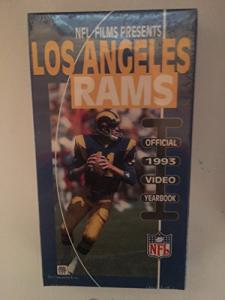 NFL FILMS PRESENTS
LOS ANGELES
RAMS
OFFICIAL
1993
VIDEO
YEARBOOK
NFL